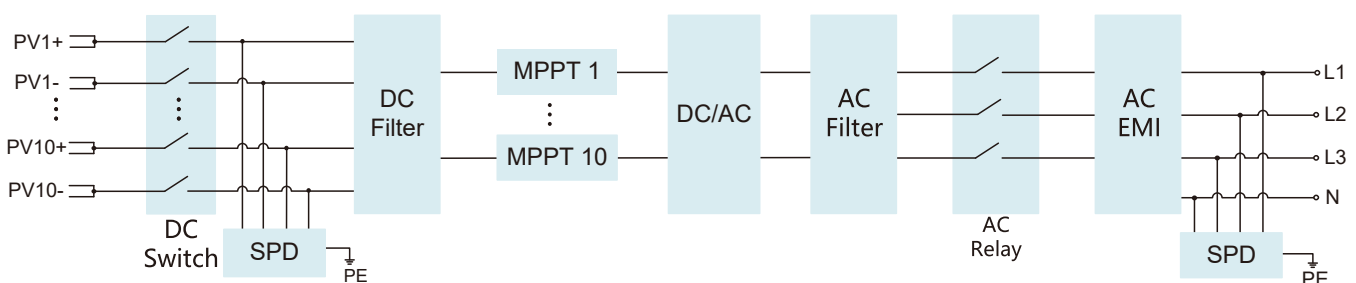 PV1+
PV1-
PV10+
PV10-
DC
Switch
SPD
PE
DC
Filter
MPPT 1
MPPT 10
DC/AC
AC
Filter
AC
Relay
AC
EMI
L1
L2
L3
N
SPD
PE